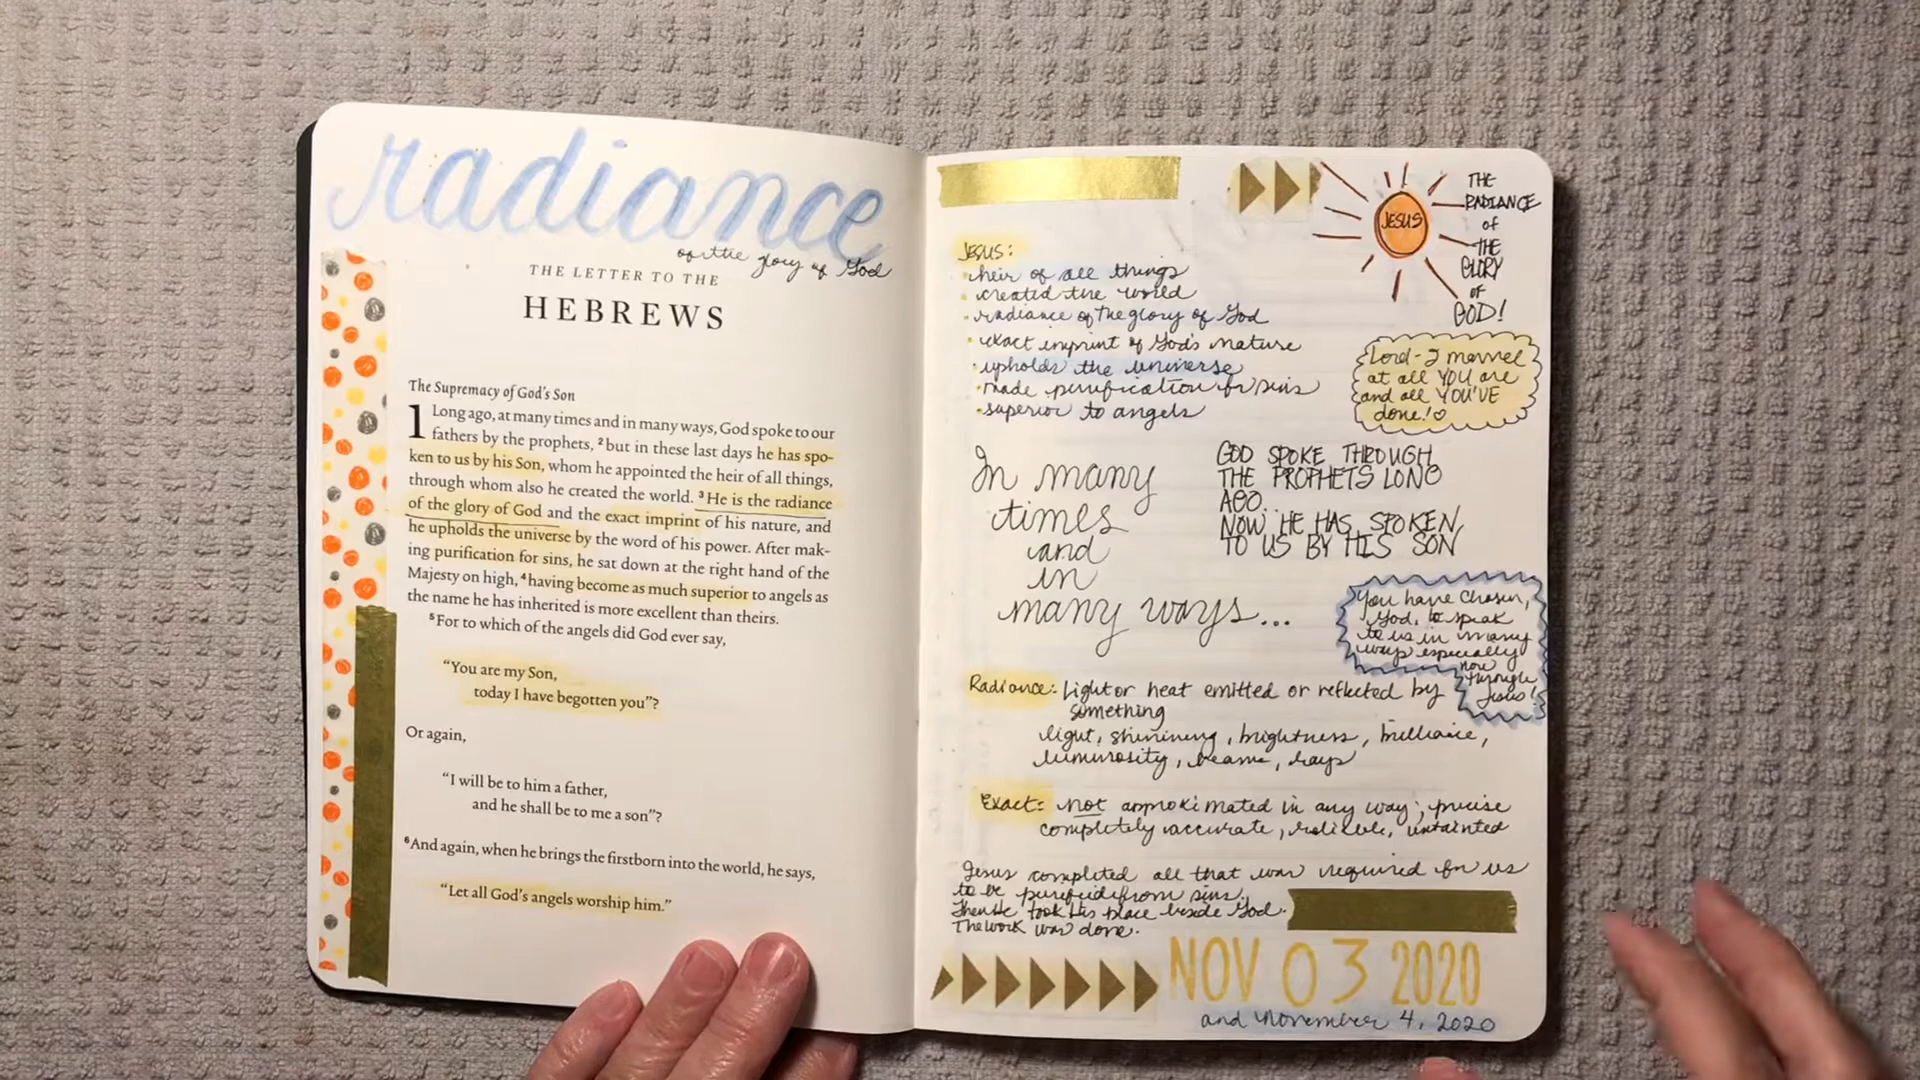 radiance
of the glory of God
THE LETTER TO THE
HEBREWS
The Supremacy of God's Son
1 Long ago, at many times and in many ways, God spoke to our
fathers by the prophets, 2 but in these last days he has spo-
ken to us by his Son, whom he appointed the heir of all things,
through whom also he created the world. 3 He is the radiance
of the glory of God and the exact imprint of his nature, and
he upholds the universe by the word of his power. After mak-
ing purification for sins, he sat down at the right hand of the
Majesty on high, 4 having become as much superior to angels as
the name he has inherited is more excellent than theirs.
5 For to which of the angels did God ever say,
“You are my Son,
today I have begotten you”?
Or again,
“I will be to him a father,
and he shall be to me a son”?
6 And again, when he brings the firstborn into the world, he says,
“Let all God's angels worship him.”
JESUS
THE
RADIANCE
of
THE
GLORY
OF
GOD!
JESUS:
• heir of all things
• created the world
• radiance of the glory of God
• exact imprint of God's nature
• upholds the universe
• made purification for sins
• superior to angels
Lord - I marvel
at all YOU are
and all YOU'VE
done!
In many
times
and
in
many ways...
GOD SPOKE THROUGH
THE PROPHETS LONG
AGO...
NOW HE HAS SPOKEN
TO US BY HIS SON
You have chosen,
God, to speak
to us in many
ways especially
now
through
Jesus!
Radiance: Light or heat emitted or reflected by
something
light, shinining, brightness, brilliance,
luminosity, beams, rays
Exact: not approximated in any way; precise
completely accurate, reliable, untainted
Jesus completed all that was required for us
to be purified from sins.
Then He took His place beside God.
The work was done.
NOV 03 2020
and November 4, 2020